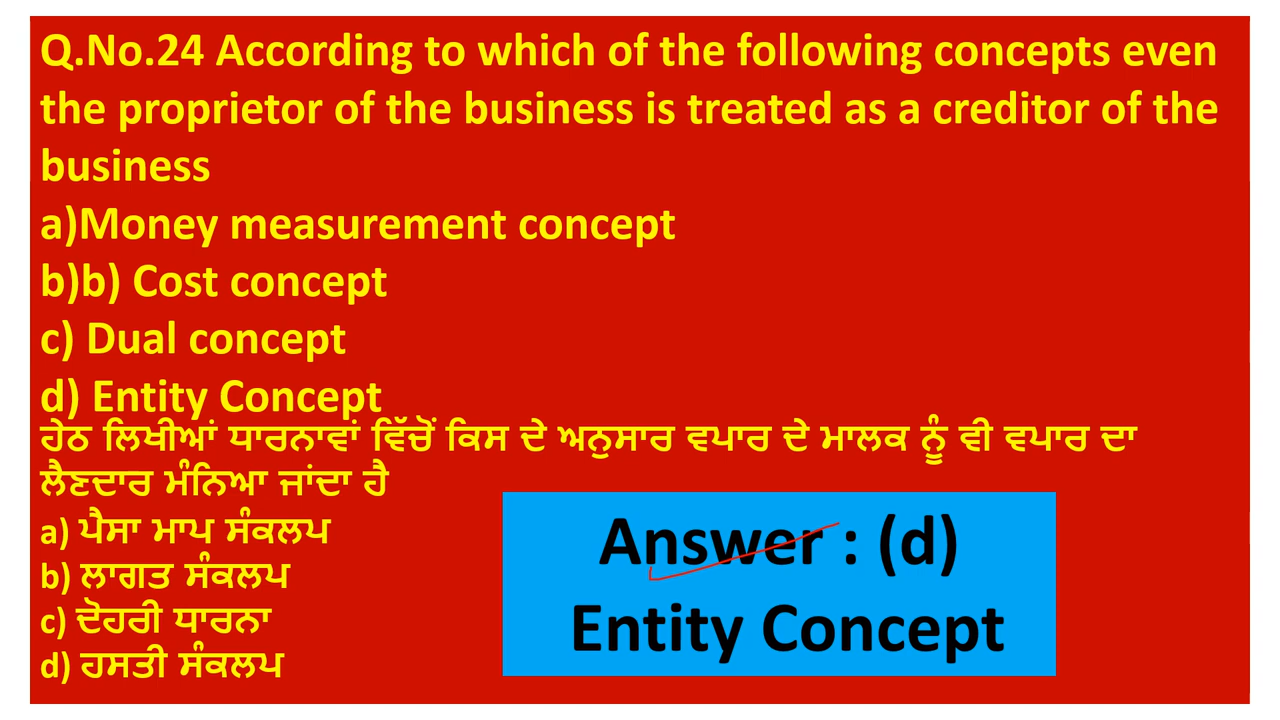 Q.No.24 According to which of the following concepts even
the proprietor of the business is treated as a creditor of the
business
a)Money measurement concept
b)b) Cost concept
c) Dual concept
d) Entity Concept
ਹੇਠ ਲਿਖੀਆਂ ਧਾਰਨਾਵਾਂ ਵਿੱਚੋਂ ਕਿਸ ਦੇ ਅਨੁਸਾਰ ਵਪਾਰ ਦੇ ਮਾਲਕ ਨੂੰ ਵੀ ਵਪਾਰ ਦਾ
ਲੈਣਦਾਰ ਮੰਨਿਆ ਜਾਂਦਾ ਹੈ
a) ਪੈਸਾ ਮਾਪ ਸੰਕਲਪ
b) ਲਾਗਤ ਸੰਕਲਪ
c) ਦੋਹਰੀ ਧਾਰਨਾ
d) ਹਸਤੀ ਸੰਕਲਪ
Answer : (d)
Entity Concept